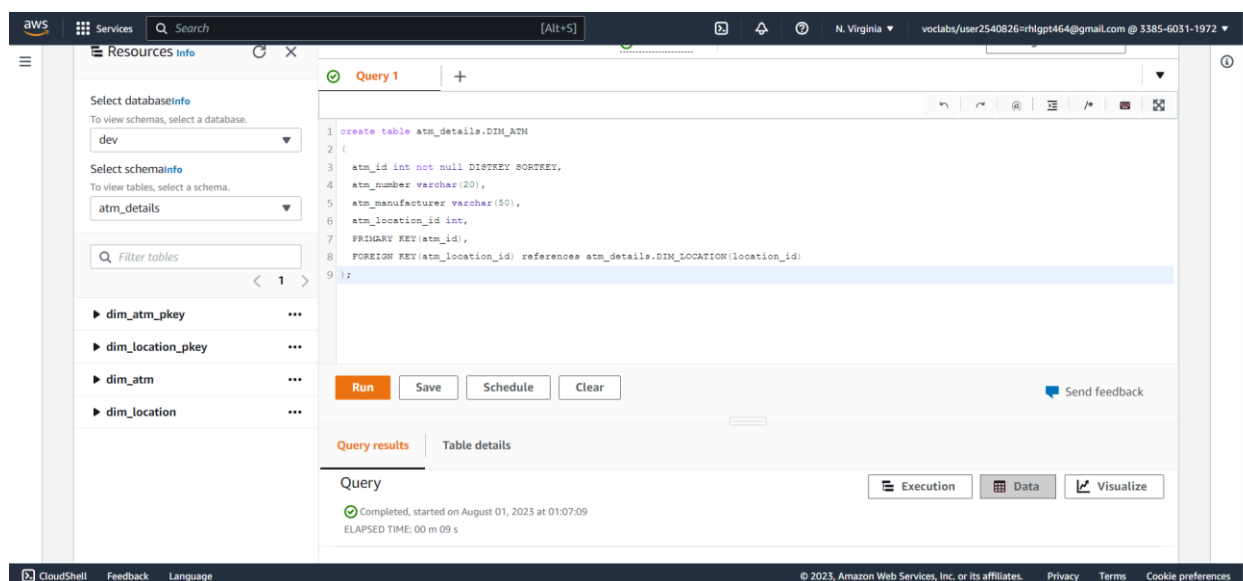 aws Services Search [Alt+S] N. Virginia voclabs/user2540826=rhlgpt464@gmail.com @ 3385-6031-1972
Resources Info
Select databaseInfo
To view schemas, select a database.
dev
Select schemaInfo
To view tables, select a schema.
atm_details
Filter tables
1
dim_atm_pkey
dim_location_pkey
dim_atm
dim_location
Query 1
1 create table atm_details.DIM_ATM
2 (
3 atm_id int not null DISTKEY SORTKEY,
4 atm_number varchar(20),
5 atm_manufacturer varchar(50),
6 atm_location_id int,
7 PRIMARY KEY(atm_id),
8 FOREIGN KEY(atm_location_id) references atm_details.DIM_LOCATION(location_id)
9 );
Run Save Schedule Clear Send feedback
Query results Table details
Query Execution Data Visualize
Completed, started on August 01, 2023 at 01:07:09
ELAPSED TIME: 00 m 09 s
CloudShell Feedback Language © 2023, Amazon Web Services, Inc. or its affiliates. Privacy Terms Cookie preferences